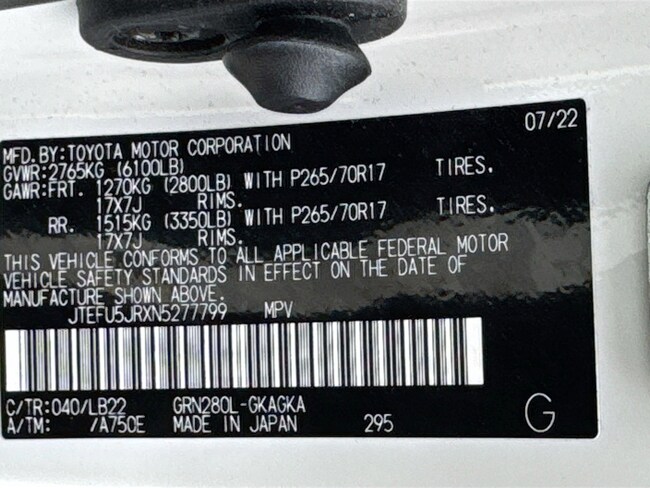 07/22
MFD.BY:TOYOTA MOTOR CORPORATION
GVWR:2765KG (6100LB)
GAWR:FRT. 1270KG (2800LB) WITH P265/70R17 TIRES.
17X7J RIMS.
RR. 1515KG (3350LB) WITH P265/70R17 TIRES.
17X7J RIMS.
THIS VEHICLE CONFORMS TO ALL APPLICABLE FEDERAL MOTOR
VEHICLE SAFETY STANDARDS IN EFFECT ON THE DATE OF
MANUFACTURE SHOWN ABOVE.
JTEFU5JRXN5277799 MPV
C/TR:040/LB22 GRN280L-GKAGKA
A/TM: /A750E MADE IN JAPAN 295 G